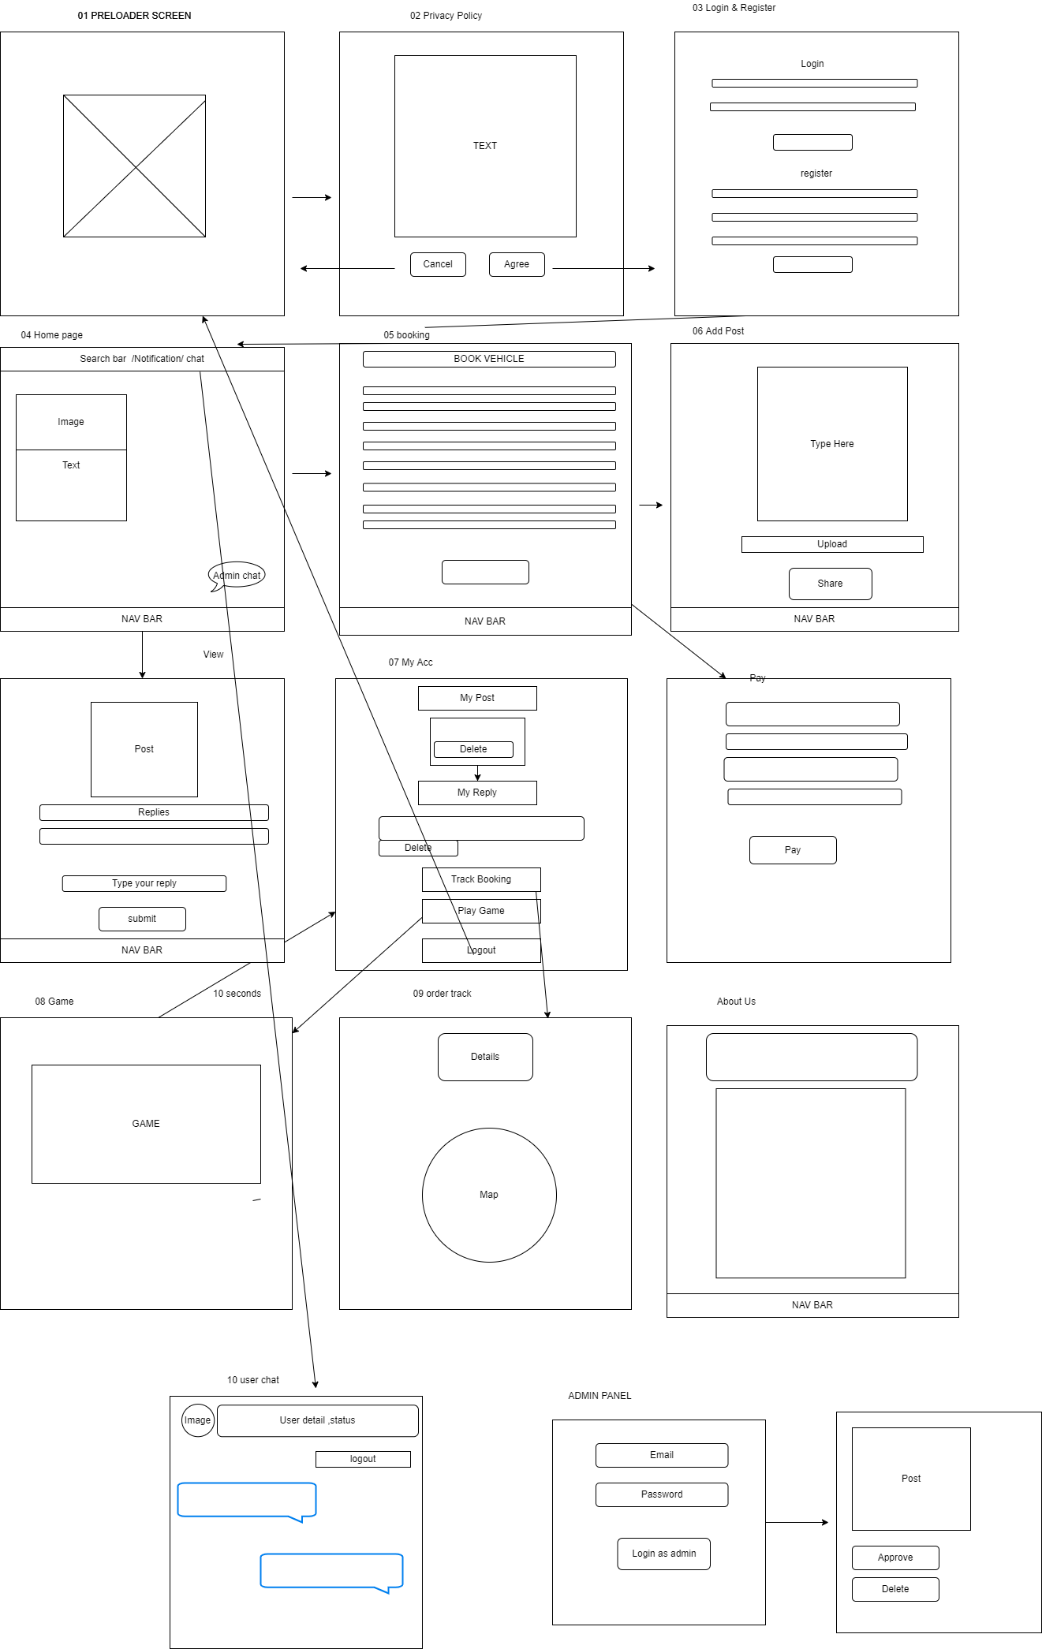 01 PRELOADER SCREEN
02 Privacy Policy
03 Login & Register
TEXT
Cancel
Agree
Login
register
04 Home page
05 booking
06 Add Post
Search bar /Notification/ chat
Image
Text
Admin chat
NAV BAR
BOOK VEHICLE
NAV BAR
Type Here
Upload
Share
NAV BAR
View
07 My Acc
Pay
Post
Replies
Type your reply
submit
NAV BAR
My Post
Delete
My Reply
Delete
Track Booking
Play Game
Logout
Pay
08 Game
10 seconds
09 order track
About Us
GAME
Details
Map
NAV BAR
10 user chat
ADMIN PANEL
Image
User detail ,status
logout
Email
Password
Login as admin
Post
Approve
Delete